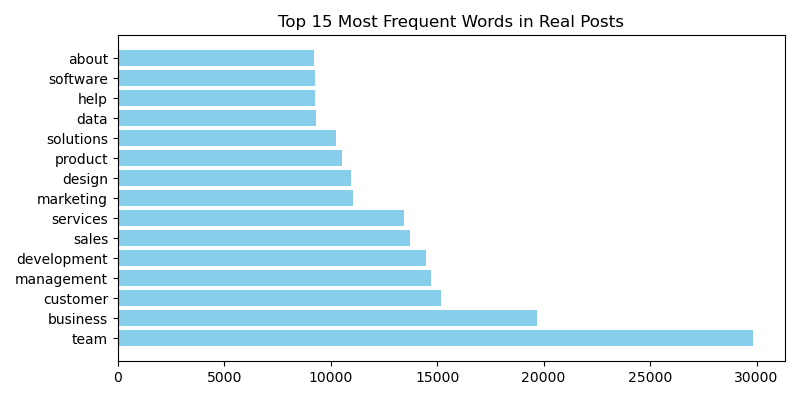 Top 15 Most Frequent Words in Real Posts
about
software
help
data
solutions
product
design
marketing
services
sales
development
management
customer
business
team
0 5000 10000 15000 20000 25000 30000